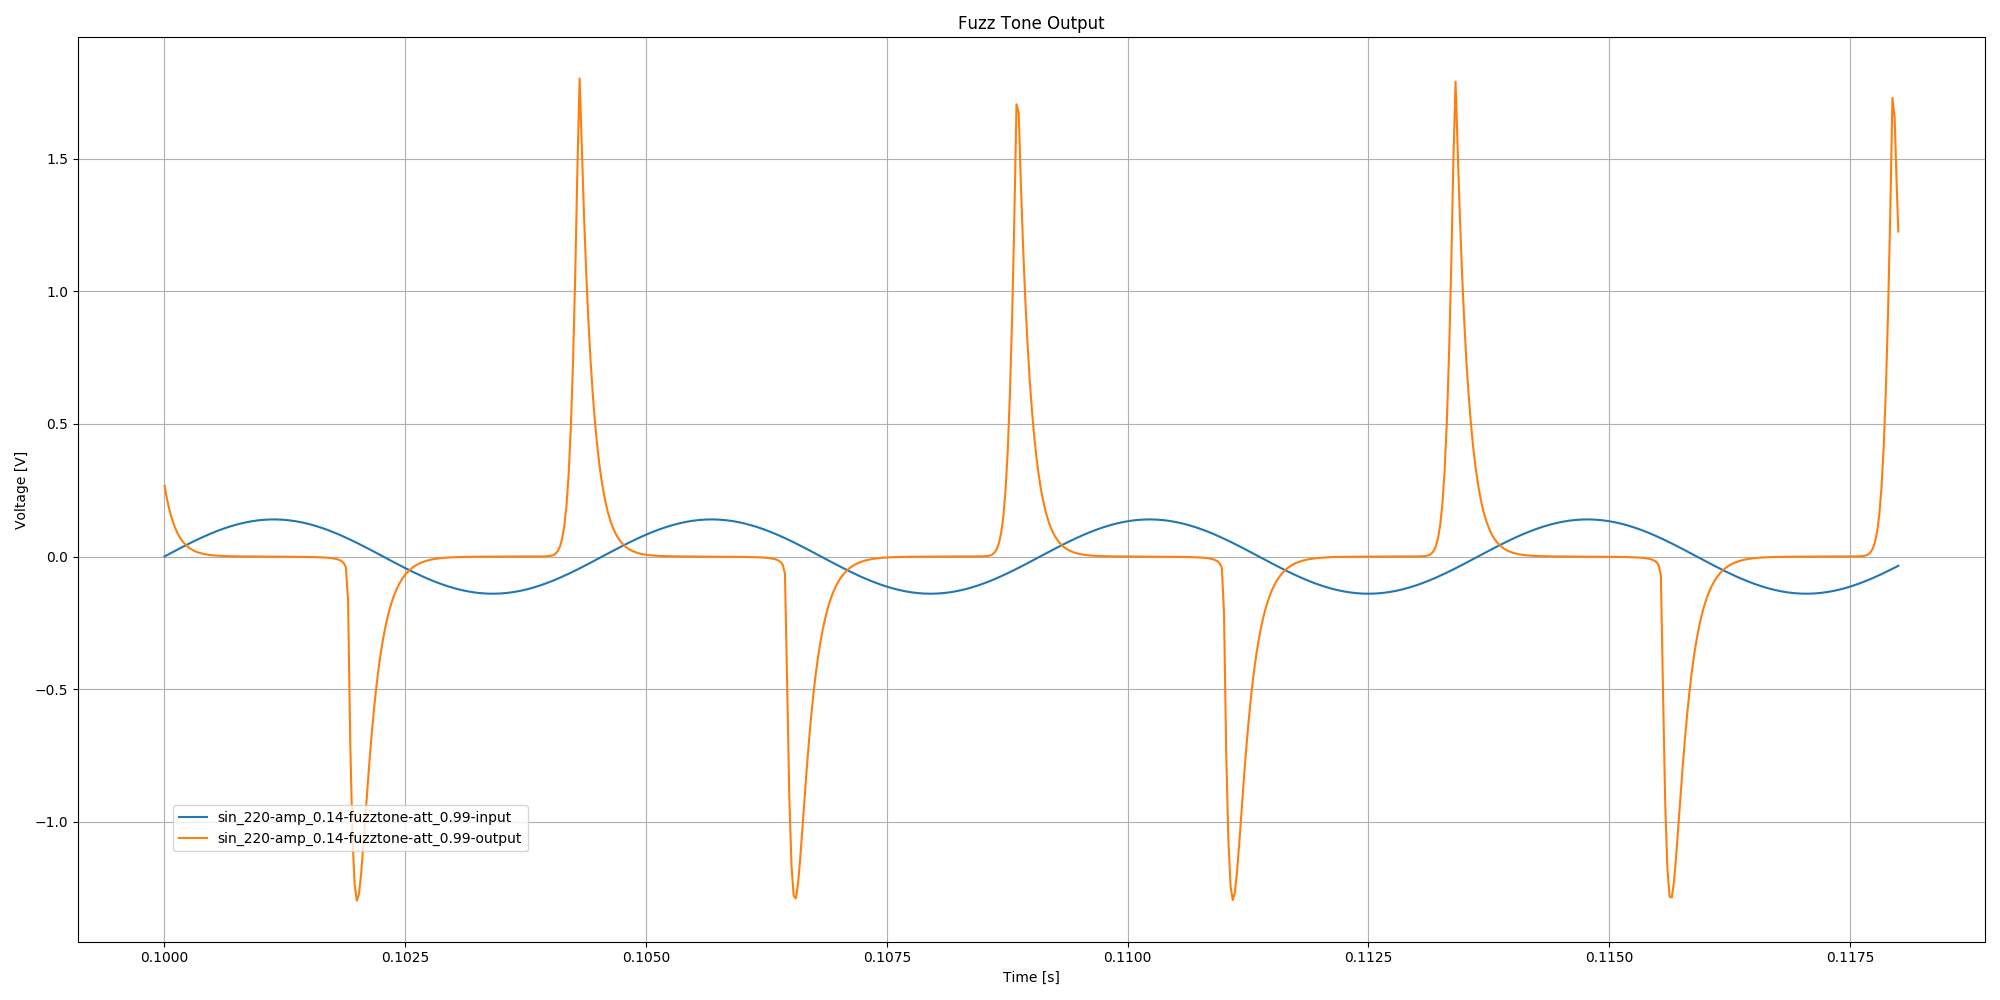 Fuzz Tone Output
Voltage [V]
1.5
1.0
0.5
0.0
−0.5
−1.0
sin_220-amp_0.14-fuzztone-att_0.99-input
sin_220-amp_0.14-fuzztone-att_0.99-output
0.1000 0.1025 0.1050 0.1075 0.1100 0.1125 0.1150 0.1175
Time [s]